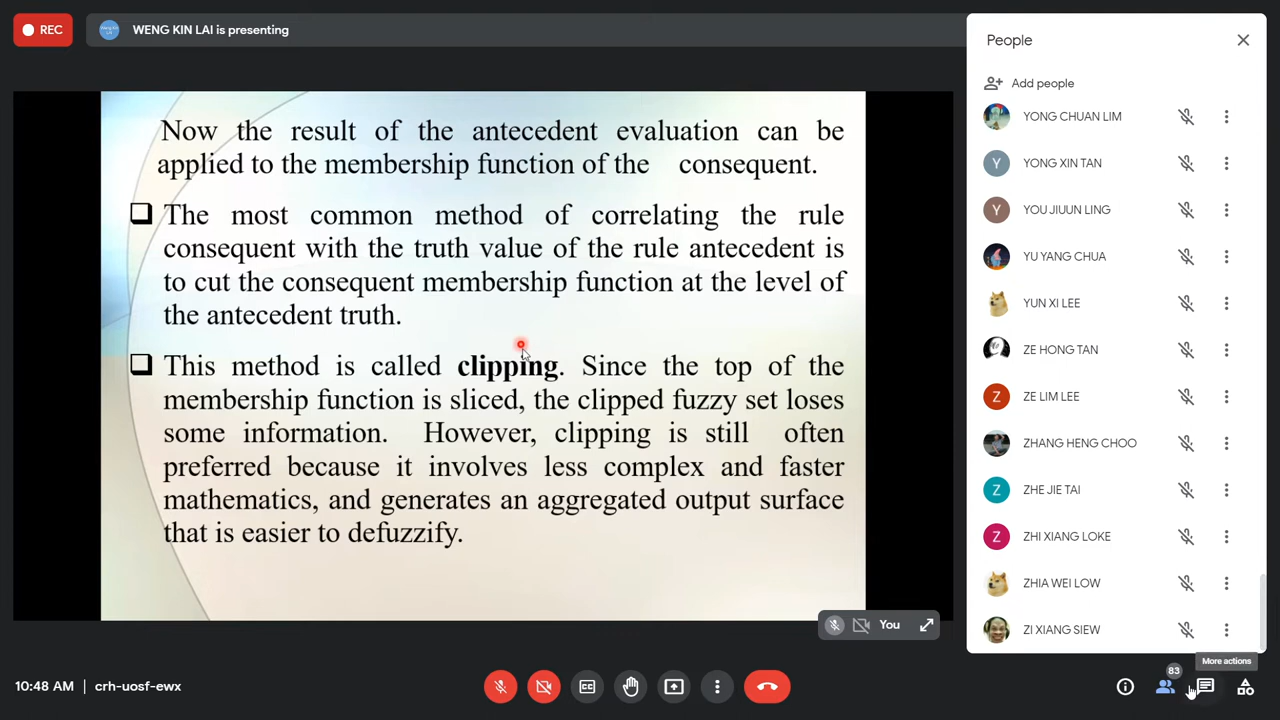 REC
WENG KIN LAI is presenting
Now the result of the antecedent evaluation can be
applied to the membership function of the consequent.
The most common method of correlating the rule
consequent with the truth value of the rule antecedent is
to cut the consequent membership function at the level of
the antecedent truth.
This method is called clipping. Since the top of the
membership function is sliced, the clipped fuzzy set loses
some information. However, clipping is still often
preferred because it involves less complex and faster
mathematics, and generates an aggregated output surface
that is easier to defuzzify.
You
People
Add people
YONG CHUAN LIM
Y
YONG XIN TAN
Y
YOU JIUUN LING
YU YANG CHUA
YUN XI LEE
ZE HONG TAN
Z
ZE LIM LEE
ZHANG HENG CHOO
Z
ZHE JIE TAI
Z
ZHI XIANG LOKE
ZHIA WEI LOW
ZI XIANG SIEW
More actions
10:48 AM | crh-uosf-ewx
83